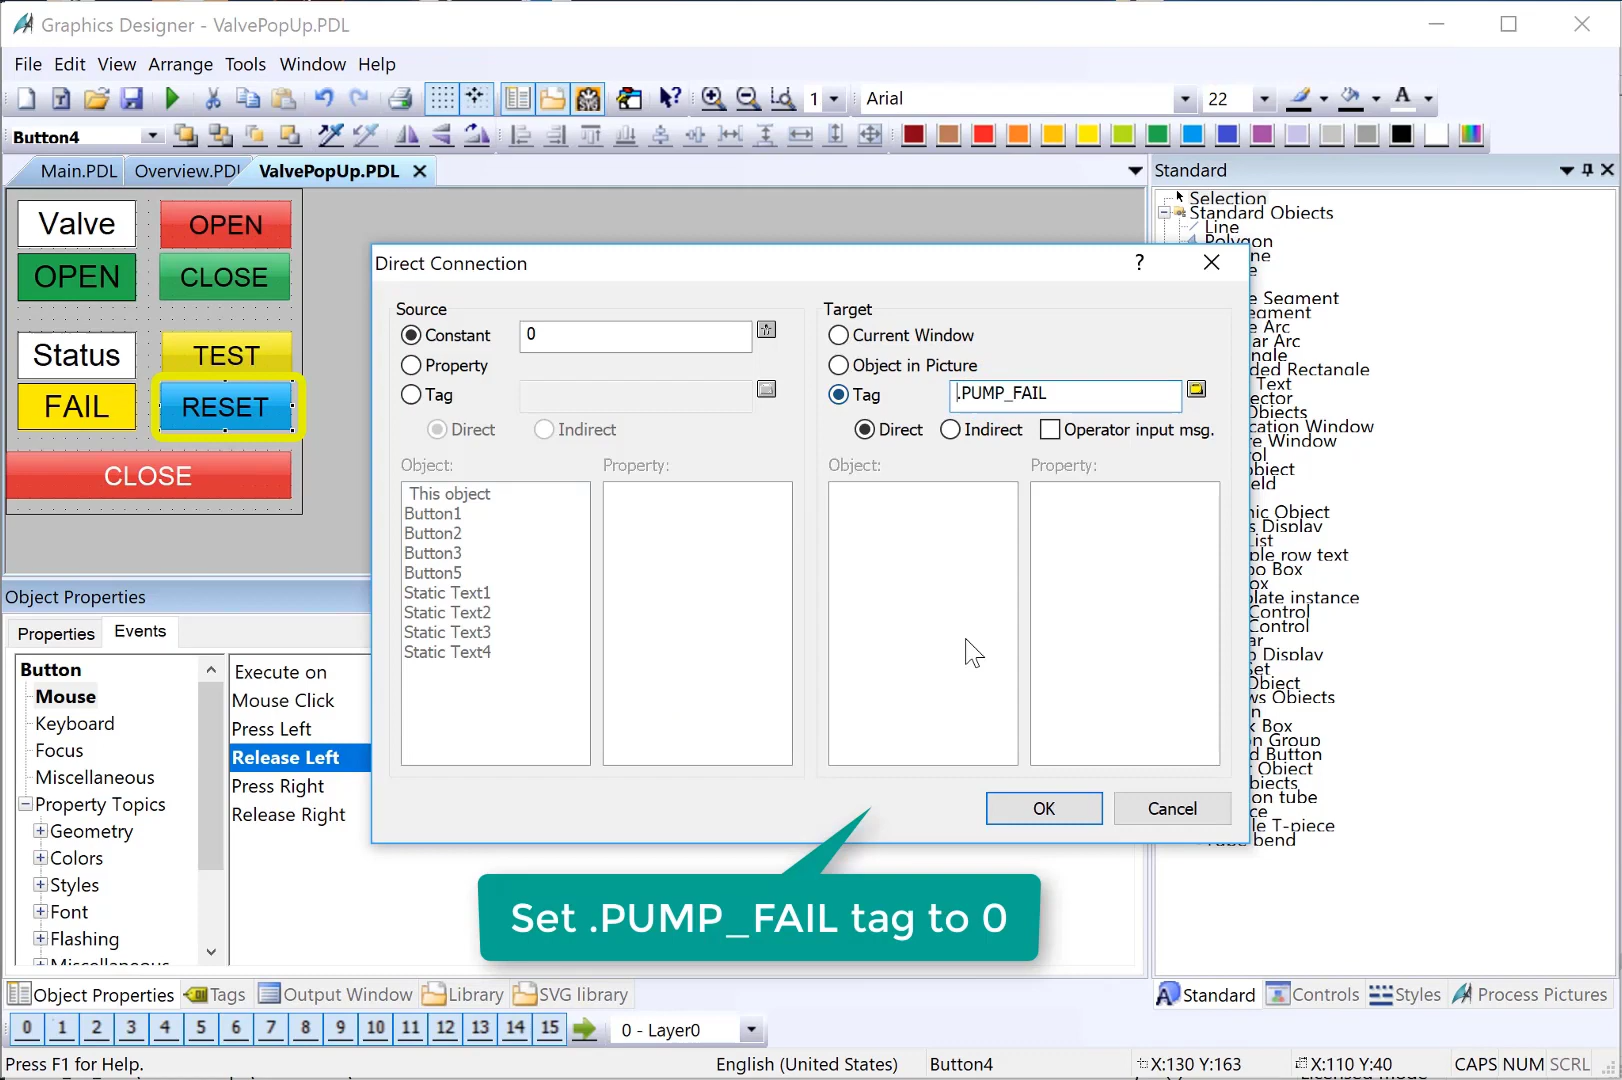 Graphics Designer - ValvePopUp.PDL
File Edit View Arrange Tools Window Help
1 Arial 22
Button4
Main.PDL Overview.PDL ValvePopUp.PDL
Standard
Valve OPEN
OPEN CLOSE
Status TEST
FAIL RESET
CLOSE
Selection
Standard Objects
Line
Polygon
Direct Connection ?
Source
Constant 0
Property
Tag
Direct Indirect
Object: Property:
This object
Button1
Button2
Button3
Button5
Static Text1
Static Text2
Static Text3
Static Text4
Target
Current Window
Object in Picture
Tag .PUMP_FAIL
Direct Indirect Operator input msg.
Object: Property:
OK Cancel
Set .PUMP_FAIL tag to 0
Object Properties
Properties Events
Button
Mouse
Keyboard
Focus
Miscellaneous
Property Topics
Geometry
Colors
Styles
Font
Flashing
Execute on
Mouse Click
Press Left
Release Left
Press Right
Release Right
Object Properties Tags Output Window Library SVG library
Standard Controls Styles Process Pictures
0 1 2 3 4 5 6 7 8 9 10 11 12 13 14 15 0 - Layer0
Press F1 for Help. English (United States) Button4 X:130 Y:163 X:110 Y:40 CAPS NUM SCRL